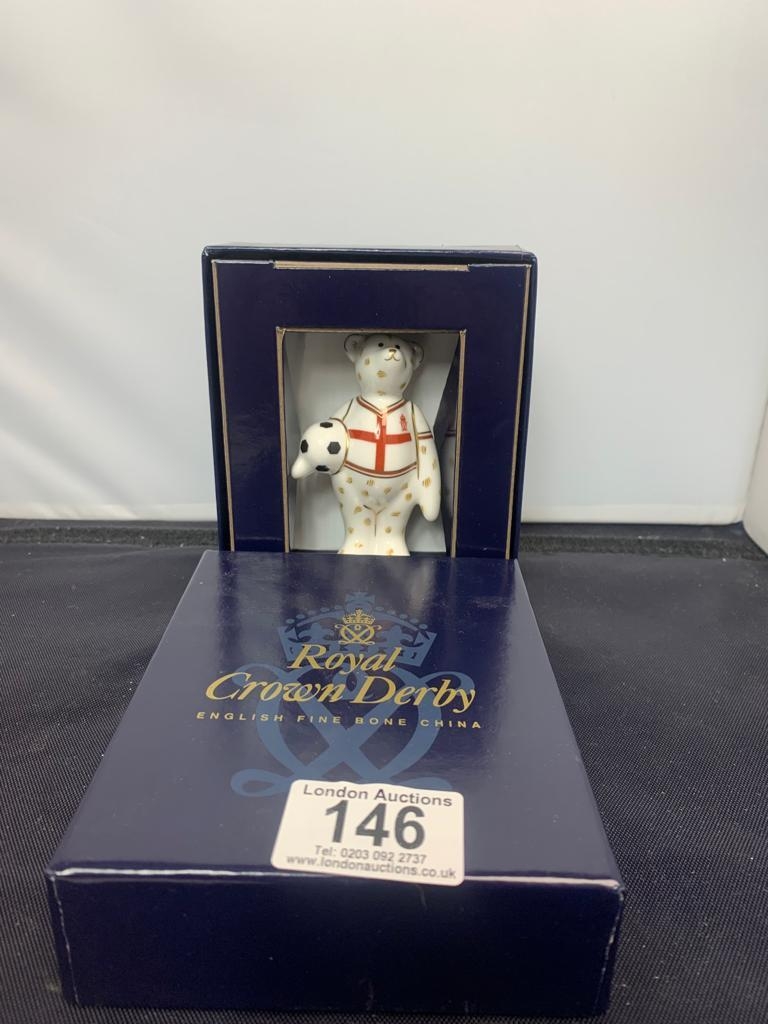 Royal
Crown Derby
ENGLISH FINE BONE CHINA
London Auctions
146
Tel: 0203 092 2737
www.londonauctions.co.uk